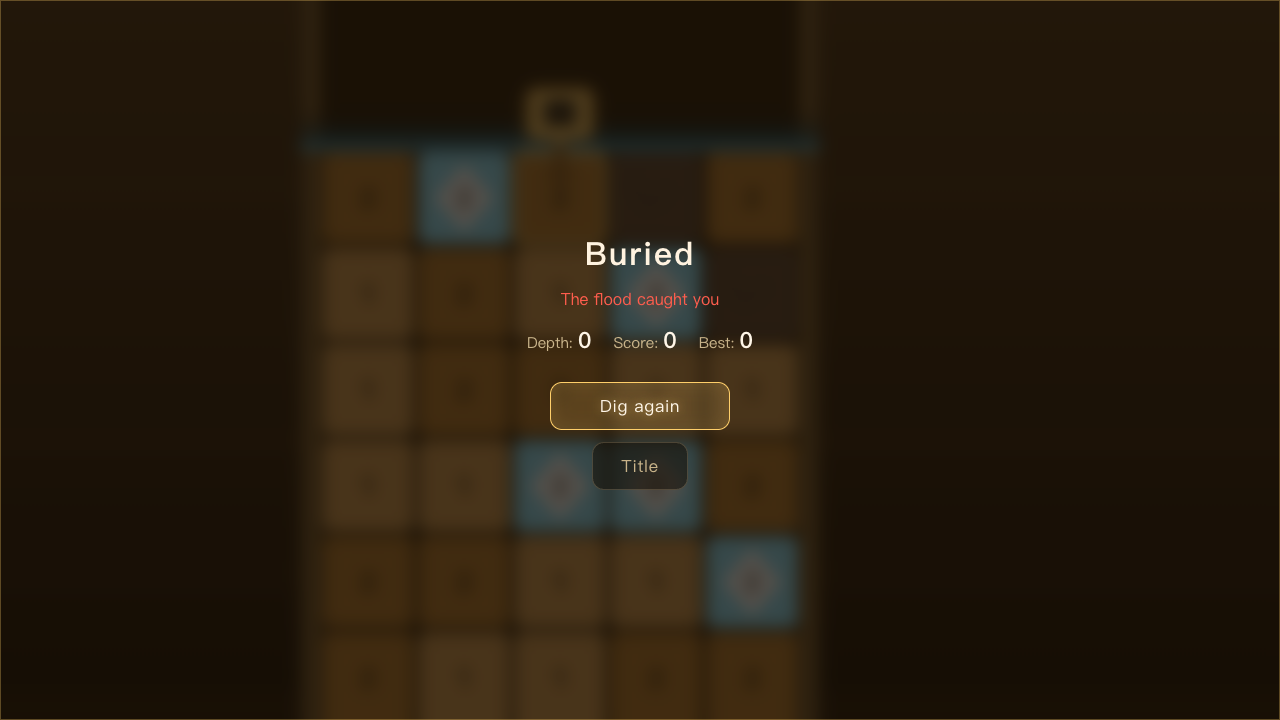 Buried
The flood caught you
Depth: 0 Score: 0 Best: 0
Dig again
Title